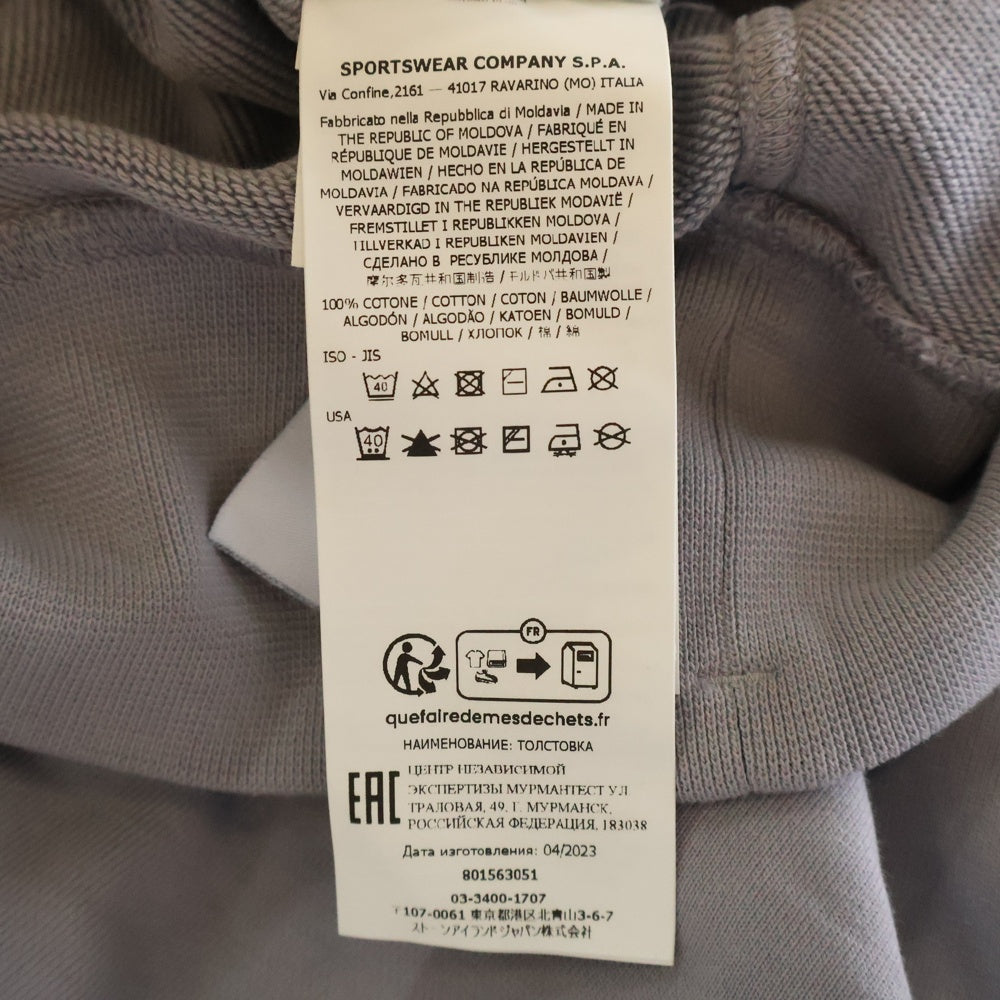 SPORTSWEAR COMPANY S.P.A.
Via Confine,2161 — 41017 RAVARINO (MO) ITALIA
Fabbricato nella Repubblica di Moldavia / MADE IN
THE REPUBLIC OF MOLDOVA / FABRIQUÉ EN
RÉPUBLIQUE DE MOLDAVIE / HERGESTELLT IN
MOLDAWIEN / HECHO EN LA REPÚBLICA DE
MOLDAVIA / FABRICADO NA REPÚBLICA MOLDAVA /
VERVAARDIGD IN THE REPUBLIEK MODAVIË /
FREMSTILLET I REPUBLIKKEN MOLDOVA /
TILLVERKAD I REPUBLIKEN MOLDAVIEN /
СДЕЛАНО В РЕСУБЛИКЕ МОЛДОВА /
摩尔多瓦共和国制造 / モルドバ共和国製
100% COTONE / COTTON / COTON / BAUMWOLLE /
ALGODÓN / ALGODÃO / KATOEN / BOMULD /
BOMULL / ХЛОПОК / 棉 / 綿
ISO - JIS
40
USA
40
FR
quefairedemesdechets.fr
НАИМЕНОВАНИЕ: ТОЛСТОВКА
EAC
ЦЕНТР НЕЗАВИСИМОЙ
ЭКСПЕРТИЗЫ МУРМАНТЕСТ УЛ
ТРАЛОВАЯ, 49, Г. МУРМАНСК,
РОССИЙСКАЯ ФЕДЕРАЦИЯ, 183038
Дата изготовления: 04/2023
801563051
03-3400-1707
〒107-0061 東京都港区北青山3-6-7
ストーンアイランドジャパン株式会社